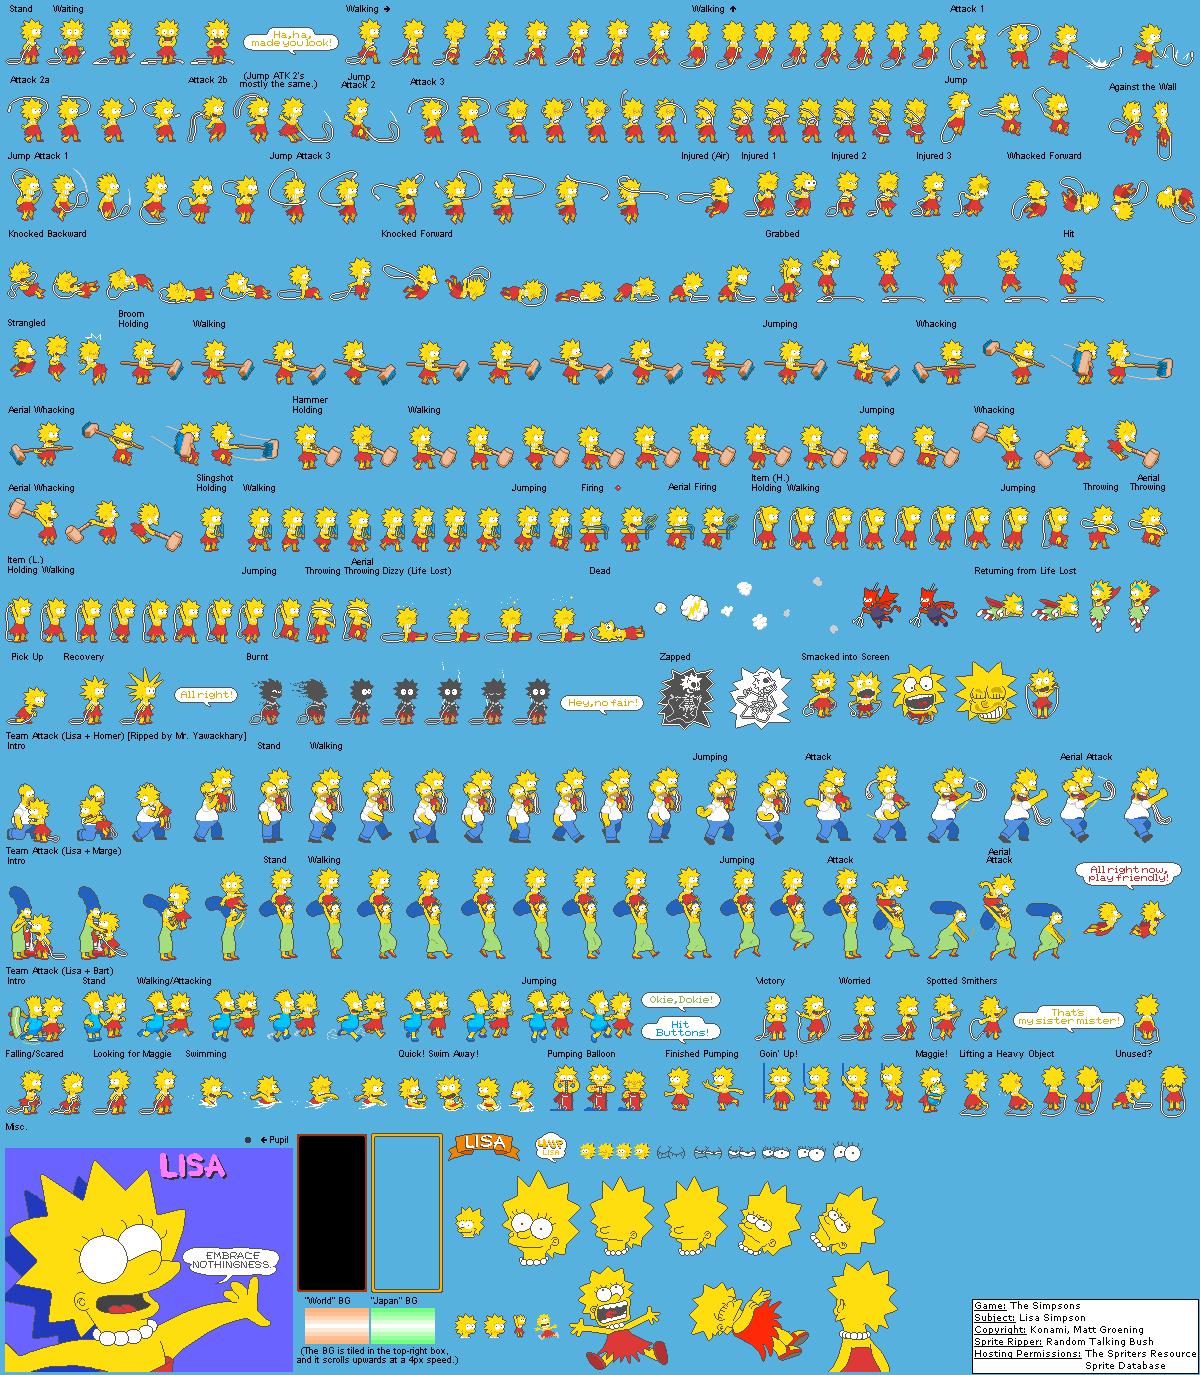 Stand Waiting Walking → Walking ↑ Attack 1
Ha, ha,
made you look!
Attack 2a Attack 2b (Jump ATK 2's
mostly the same.) Jump
Attack 2 Attack 3 Jump Against the Wall
Jump Attack 1 Jump Attack 3 Injured (Air) Injured 1 Injured 2 Injured 3 Whacked Forward
Knocked Backward Knocked Forward Grabbed Hit
Strangled Broom
Holding Walking Jumping Whacking
Aerial Whacking Hammer
Holding Walking Jumping Whacking
Aerial Whacking Slingshot
Holding Walking Jumping Firing Aerial Firing Item (H.)
Holding Walking Jumping Throwing Aerial
Throwing
Item (L.)
Holding Walking Jumping Throwing Aerial
Throwing Dizzy (Life Lost) Dead Returning from Life Lost
Pick Up Recovery Burnt Zapped Smacked into Screen
All right!
Hey, no fair!
Team Attack (Lisa + Homer) [Ripped by Mr. Yawackhary]
Intro Stand Walking Jumping Attack Aerial Attack
Team Attack (Lisa + Marge)
Intro Stand Walking Jumping Attack Aerial
Attack
All right now,
play friendly!
Team Attack (Lisa + Bart)
Intro Stand Walking/Attacking Jumping Victory Worried Spotted Smithers
Okie, Dokie!
Hit
Buttons!
That's
my sister mister!
Falling/Scared Looking for Maggie Swimming Quick! Swim Away! Pumping Balloon Finished Pumping Goin' Up! Maggie! Lifting a Heavy Object Unused?
Misc.
← Pupil
LISA
EMBRACE
NOTHINGNESS.
LISA
4UP
LISA
"World" BG "Japan" BG
(The BG is tiled in the top-right box,
and it scrolls upwards at a 4px speed.)
Game: The Simpsons
Subject: Lisa Simpson
Copyright: Konami, Matt Groening
Sprite Ripper: Random Talking Bush
Hosting Permissions: The Spriters Resource
Sprite Database